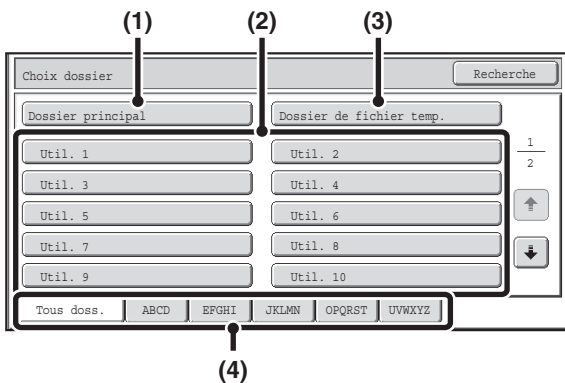 (1) (2) (3)
Choix dossier Recherche
Dossier principal Dossier de fichier temp.
Util. 1 Util. 2
1
2
Util. 3 Util. 4
Util. 5 Util. 6
Util. 7 Util. 8
Util. 9 Util. 10
Tous doss. ABCD EFGHI JKLMN OPQRST UVWXYZ
(4)